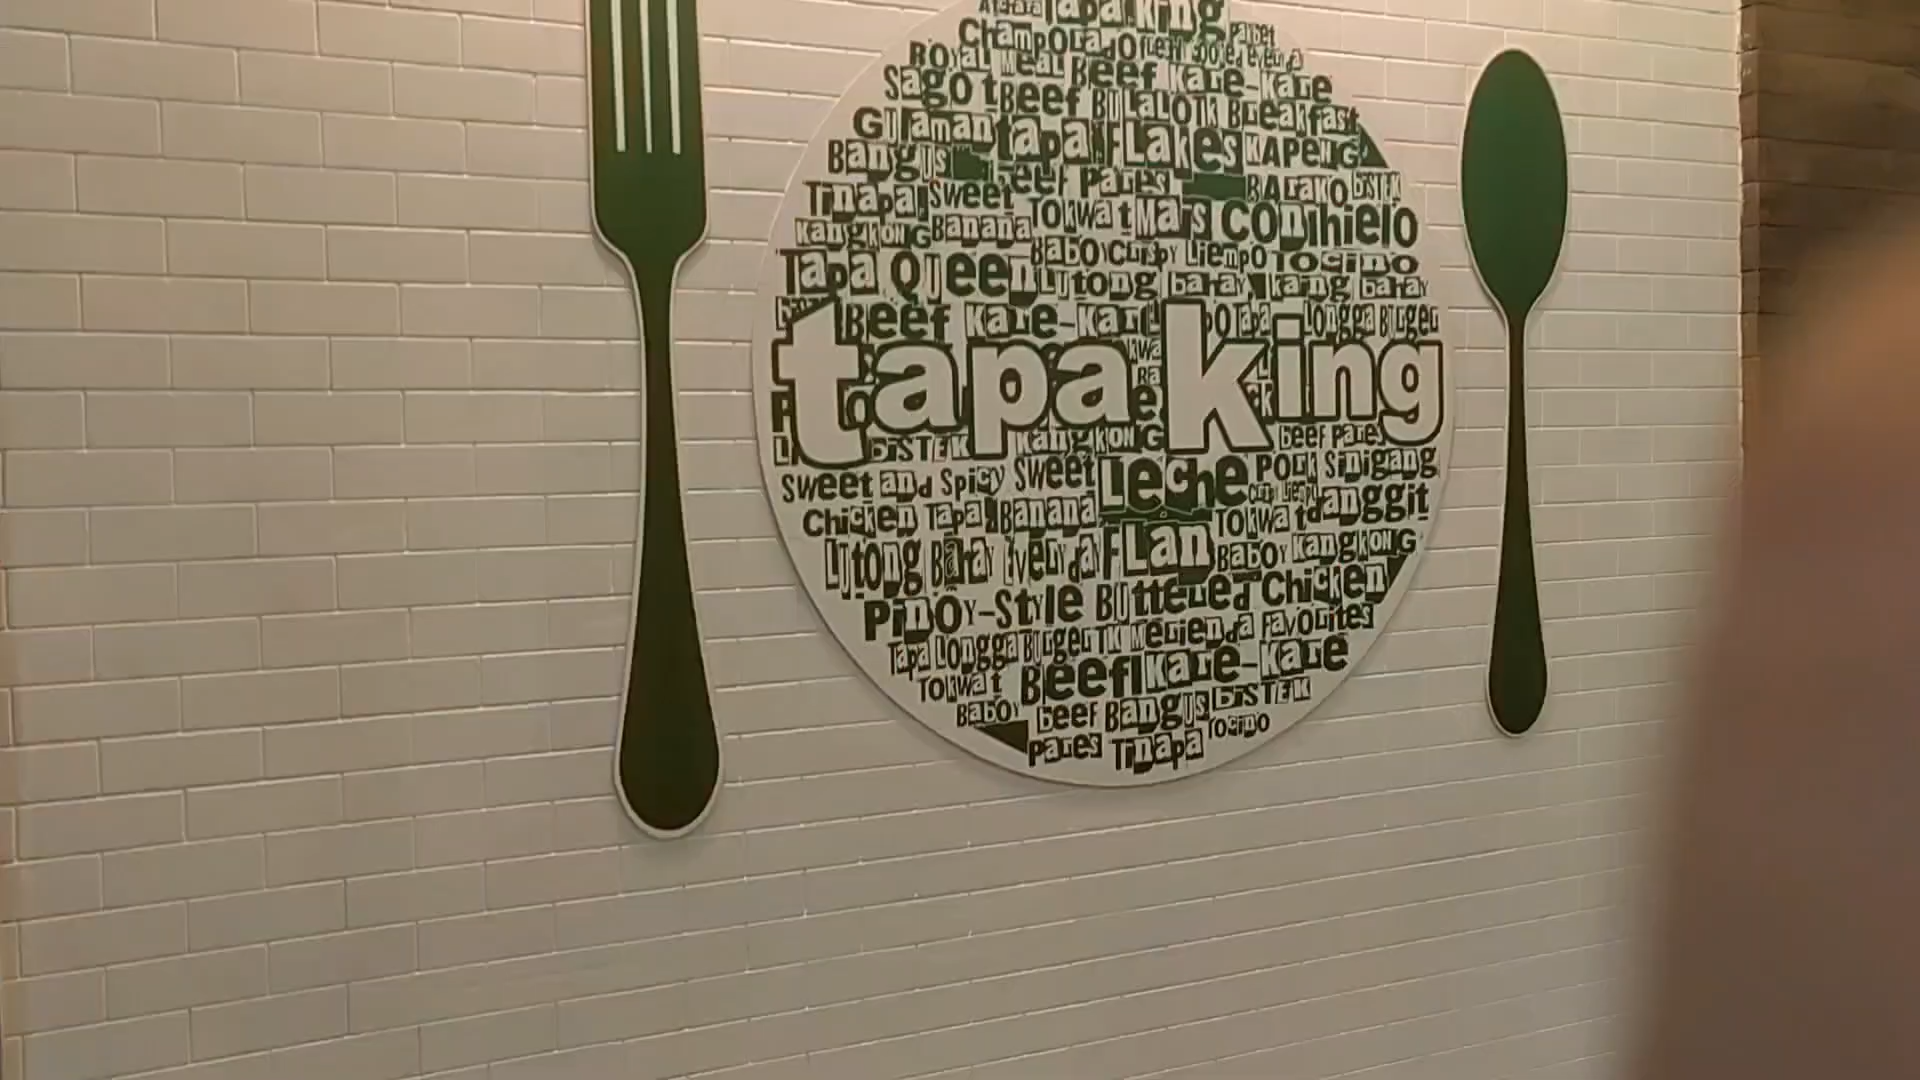 tapa king
Champorado
Royal Meal Beef Kare-Kare
Sago t Beef Bulalo TK Breakfast
Gulaman tapa Flakes Kapeng
Bangus Beef Pares Barako Bistek
Tinapa Sweet Tokwat Mais Con Hielo
Kangkong Banana Baboy Crispy Liempo Tocino
Tapa Queen Lutong bahay kaing bahay
Beef Kare-Kare Longga Burger
tapa king
Bistek Kangkong Beef Pares
Sweet and Spicy Sweet Leche Pork Sinigang
Chicken Tapa Banana Tokwat danggit
Lutong Bahay Everyday Flan Baboy Kangkong
Pinoy-Style Buttered Chicken
Tapa Longga Burger TK Merienda Favorites
Tokwat Beef Kare-Kare
Baboy Beef Bangus Bistek
Pares Tinapa Tocino